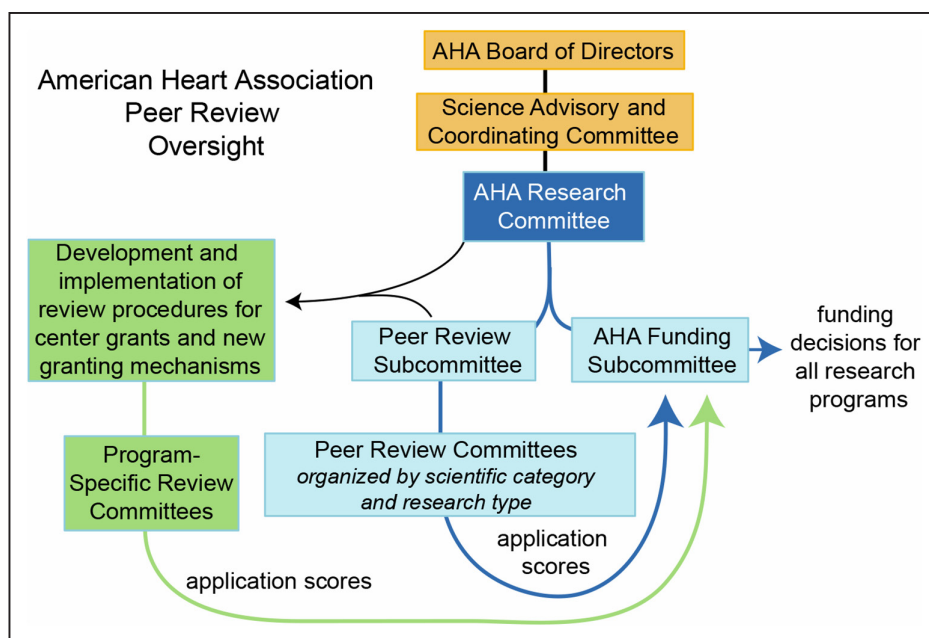 American Heart Association
Peer Review
Oversight
AHA Board of Directors
Science Advisory and
Coordinating Committee
AHA Research
Committee
Development and
implementation of
review procedures for
center grants and new
granting mechanisms
Peer Review
Subcommittee
AHA Funding
Subcommittee
funding
decisions for
all research
programs
Program-
Specific Review
Committees
Peer Review Committees
organized by scientific category
and research type
application
scores
application scores